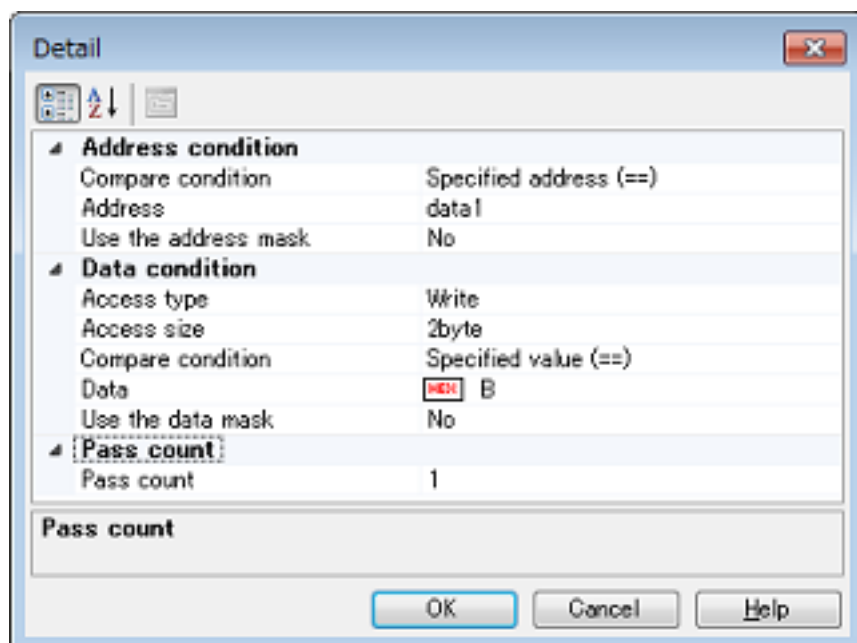 Detail
Address condition
Compare condition Specified address (==)
Address data1
Use the address mask No
Data condition
Access type Write
Access size 2byte
Compare condition Specified value (==)
Data HEX B
Use the data mask No
Pass count
Pass count 1
Pass count
OK Cancel Help